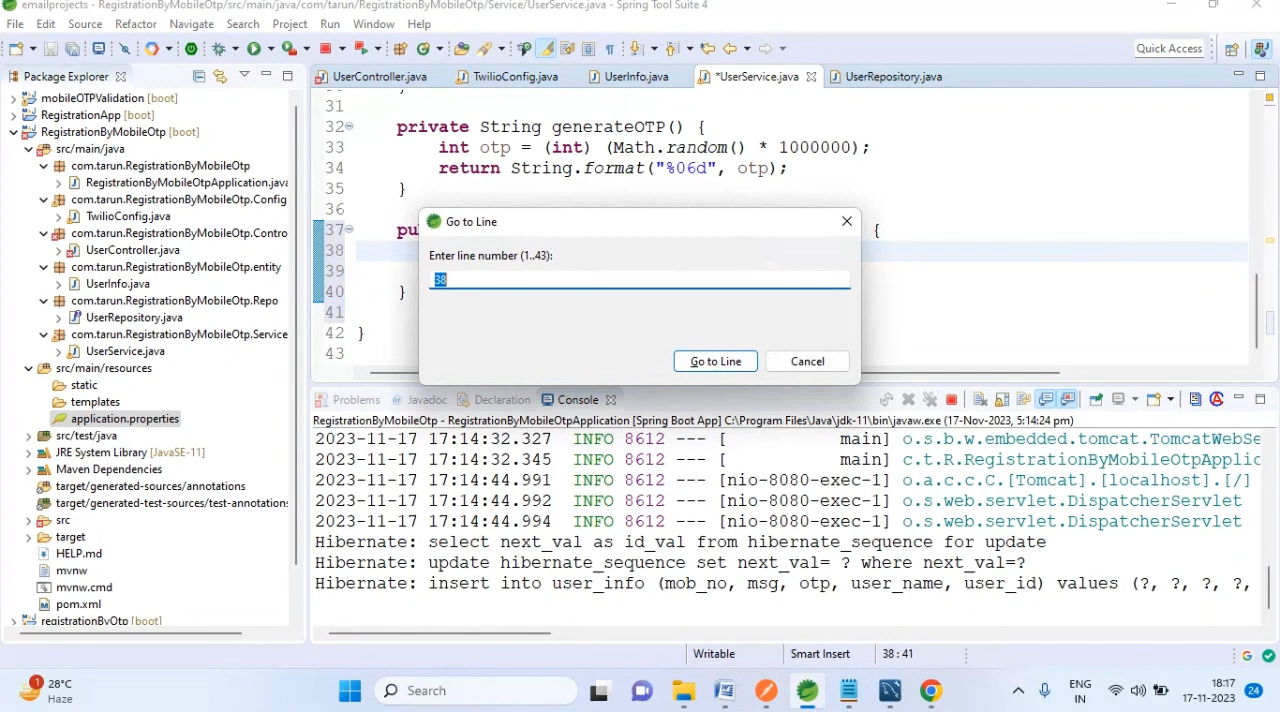 emailprojects - RegistrationByMobileOtp/src/main/java/com/tarun/RegistrationByMobileOtp/Service/UserService.java - Spring Tool Suite 4
File Edit Source Refactor Navigate Search Project Run Window Help
Quick Access
Package Explorer
UserController.java TwilioConfig.java UserInfo.java *UserService.java UserRepository.java
mobileOTPValidation [boot]
RegistrationApp [boot]
RegistrationByMobileOtp [boot]
src/main/java
com.tarun.RegistrationByMobileOtp
RegistrationByMobileOtpApplication.java
com.tarun.RegistrationByMobileOtp.Config
TwilioConfig.java
com.tarun.RegistrationByMobileOtp.Contro
UserController.java
com.tarun.RegistrationByMobileOtp.entity
UserInfo.java
com.tarun.RegistrationByMobileOtp.Repo
UserRepository.java
com.tarun.RegistrationByMobileOtp.Service
UserService.java
src/main/resources
static
templates
application.properties
src/test/java
JRE System Library [JavaSE-11]
Maven Dependencies
target/generated-sources/annotations
target/generated-test-sources/test-annotations
src
target
HELP.md
mvnw
mvnw.cmd
pom.xml
registrationByOtp [boot]
31
32 private String generateOTP() {
33 int otp = (int) (Math.random() * 1000000);
34 return String.format("%06d", otp);
35 }
36
37 pu {
38
39
40 }
41
42 }
43
Go to Line
Enter line number (1..43):
38
Go to Line Cancel
Problems Javadoc Declaration Console
RegistrationByMobileOtp - RegistrationByMobileOtpApplication [Spring Boot App] C:\Program Files\Java\jdk-11\bin\javaw.exe (17-Nov-2023, 5:14:24 pm)
2023-11-17 17:14:32.327 INFO 8612 --- [ main] o.s.b.w.embedded.tomcat.TomcatWebSe
2023-11-17 17:14:32.345 INFO 8612 --- [ main] c.t.R.RegistrationByMobileOtpApplic
2023-11-17 17:14:44.991 INFO 8612 --- [nio-8080-exec-1] o.a.c.c.C.[Tomcat].[localhost].[/]
2023-11-17 17:14:44.992 INFO 8612 --- [nio-8080-exec-1] o.s.web.servlet.DispatcherServlet
2023-11-17 17:14:44.994 INFO 8612 --- [nio-8080-exec-1] o.s.web.servlet.DispatcherServlet
Hibernate: select next_val as id_val from hibernate_sequence for update
Hibernate: update hibernate_sequence set next_val= ? where next_val=?
Hibernate: insert into user_info (mob_no, msg, otp, user_name, user_id) values (?, ?, ?, ?,
Writable Smart Insert 38 : 41
1
28°C
Haze
Search
ENG
IN
18:17
17-11-2023
24